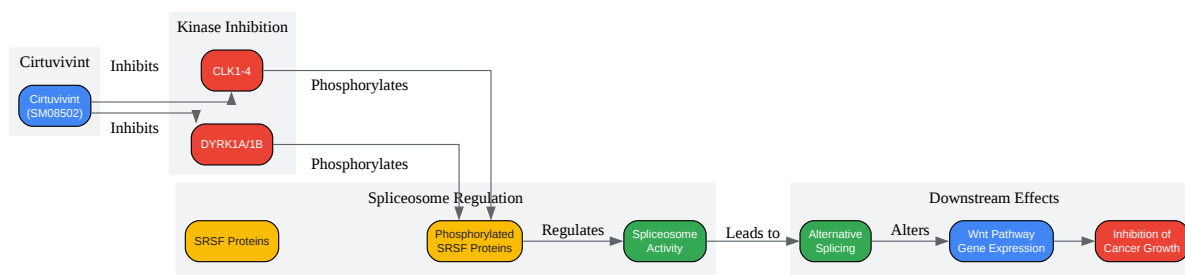 Kinase Inhibition
Cirtuvivint
Inhibits
CLK1-4
Phosphorylates
Cirtuvivint
(SM08502)
Inhibits
DYRK1A/1B
Phosphorylates
Spliceosome Regulation
Downstream Effects
SRSF Proteins
Phosphorylated
SRSF Proteins
Regulates
Spliceosome
Activity
Leads to
Alternative
Splicing
Alters
Wnt Pathway
Gene Expression
Inhibition of
Cancer Growth